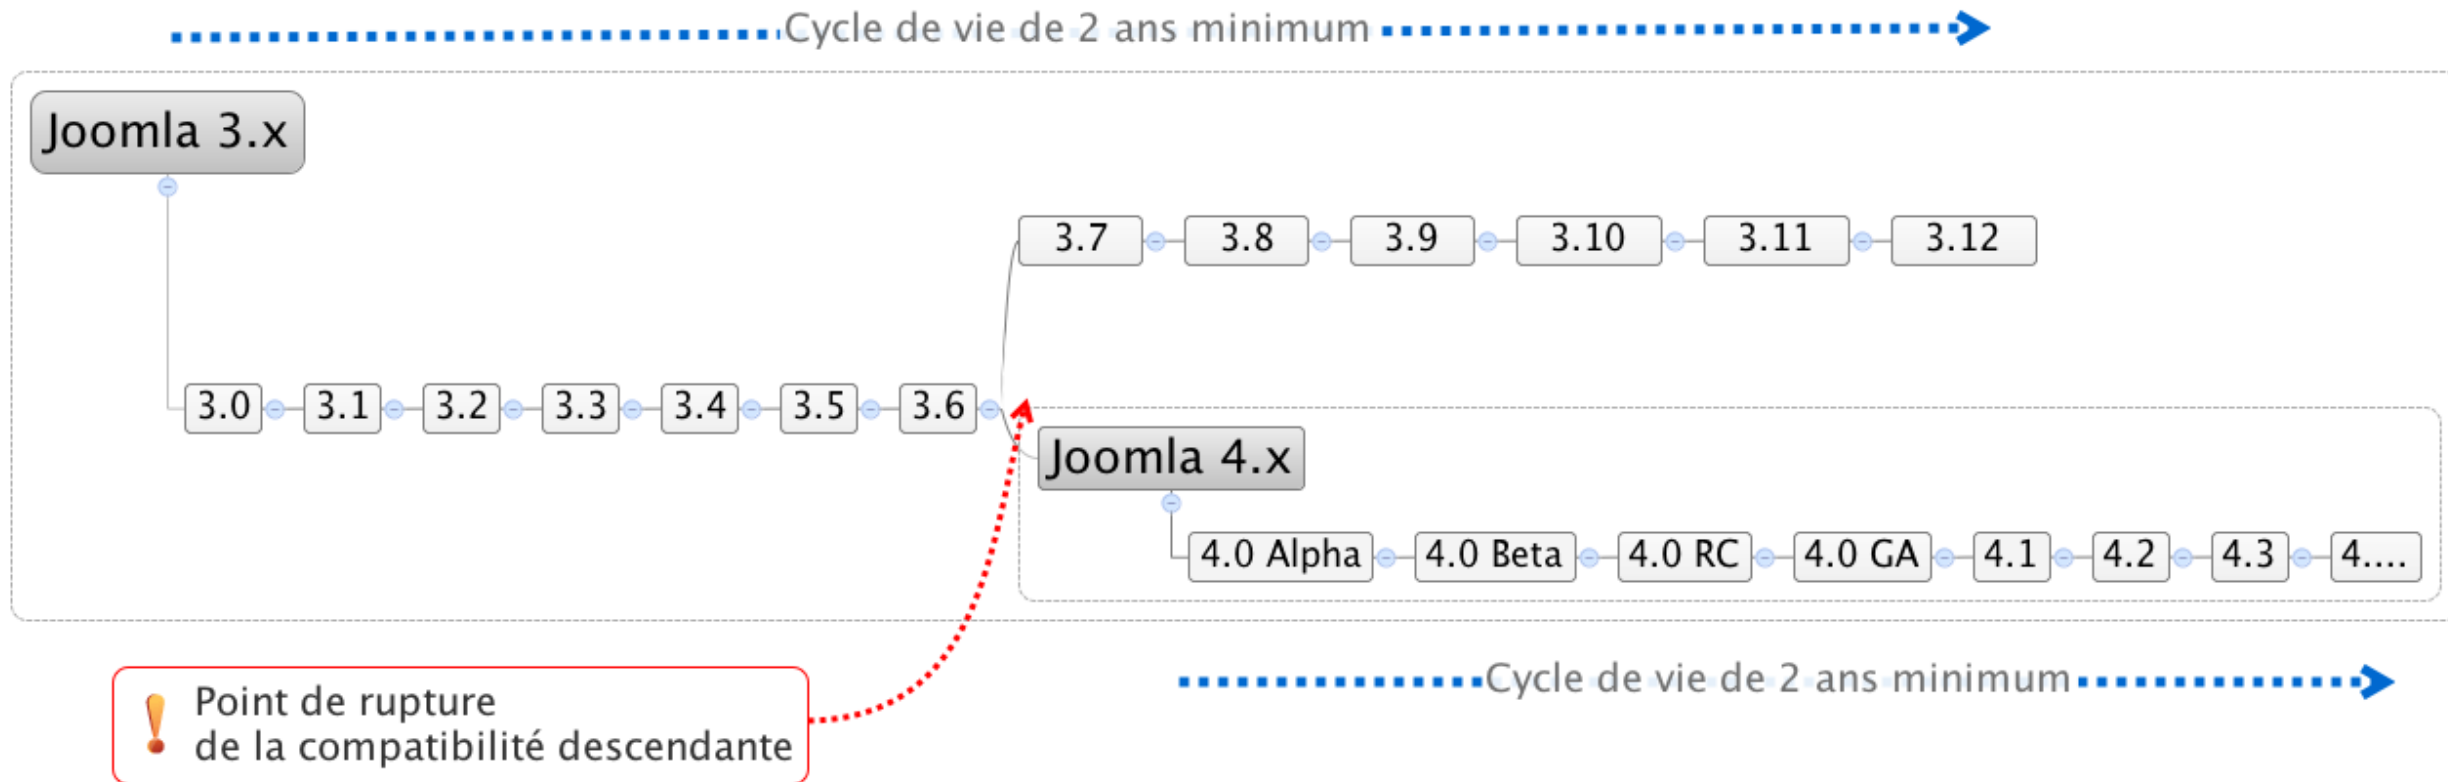 Cycle de vie de 2 ans minimum
Joomla 3.x
3.7
3.8
3.9
3.10
3.11
3.12
3.0
3.1
3.2
3.3
3.4
3.5
3.6
Joomla 4.x
4.0 Alpha
4.0 Beta
4.0 RC
4.0 GA
4.1
4.2
4.3
4....
Cycle de vie de 2 ans minimum
Point de rupture
de la compatibilité descendante